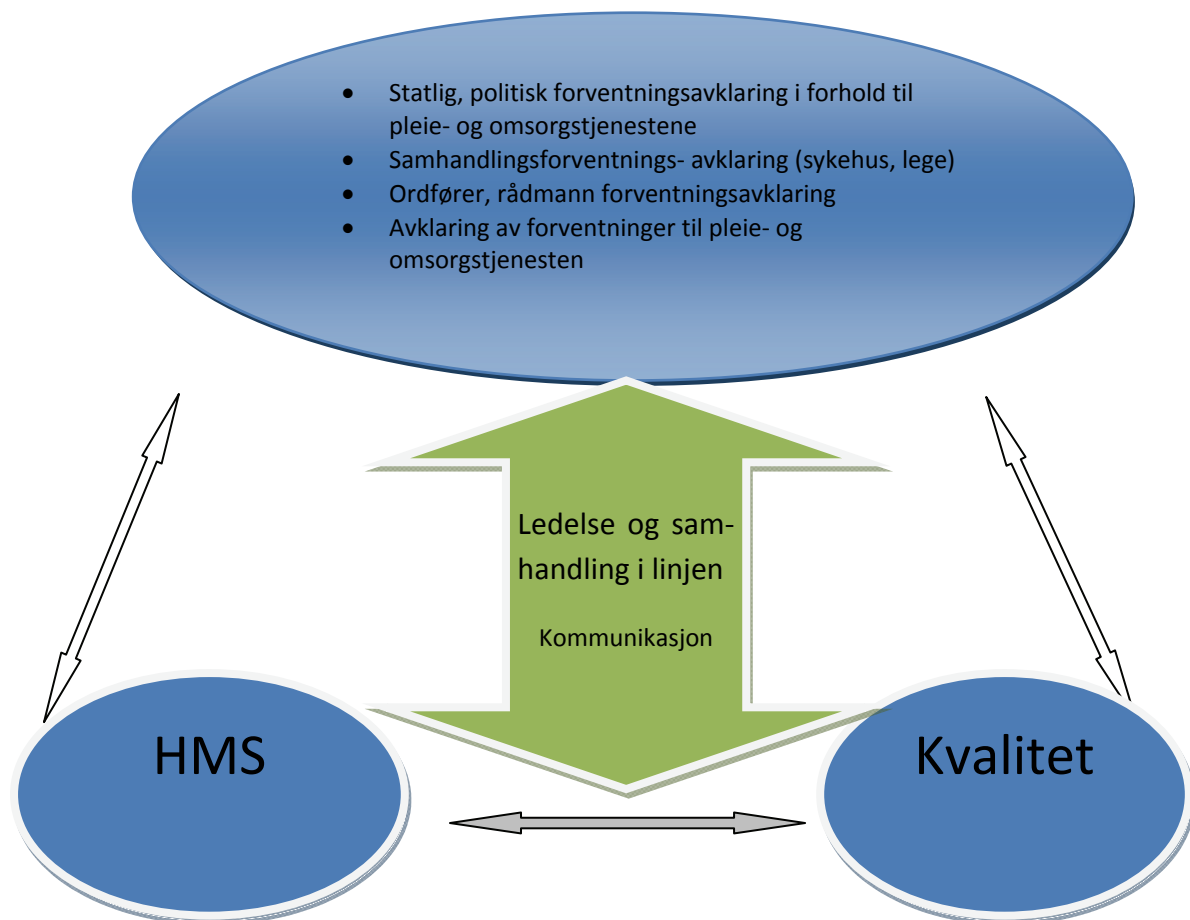 • Statlig, politisk forventningsavklaring i forhold til
pleie- og omsorgstjenestene
• Samhandlingsforventnings- avklaring (sykehus, lege)
• Ordfører, rådmann forventningsavklaring
• Avklaring av forventninger til pleie- og
omsorgstjenesten
Ledelse og sam-
handling i linjen
Kommunikasjon
HMS
Kvalitet